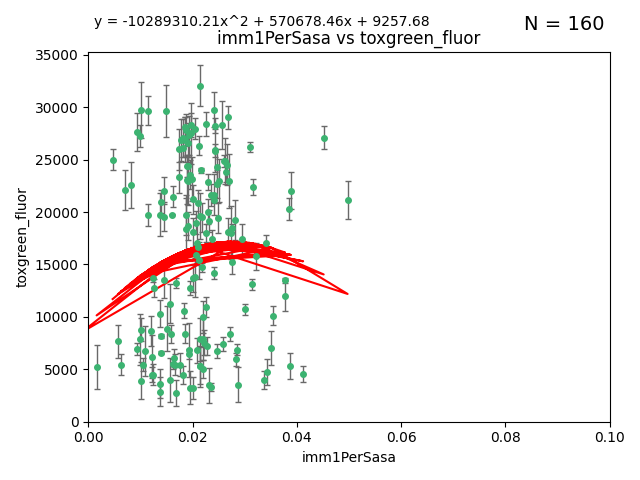 y = -10289310.21x^2 + 570678.46x + 9257.68
N = 160
imm1PerSasa vs toxgreen_fluor
35000
30000
25000
20000
15000
10000
5000
0
toxgreen_fluor
0.00 0.02 0.04 0.06 0.08 0.10
imm1PerSasa